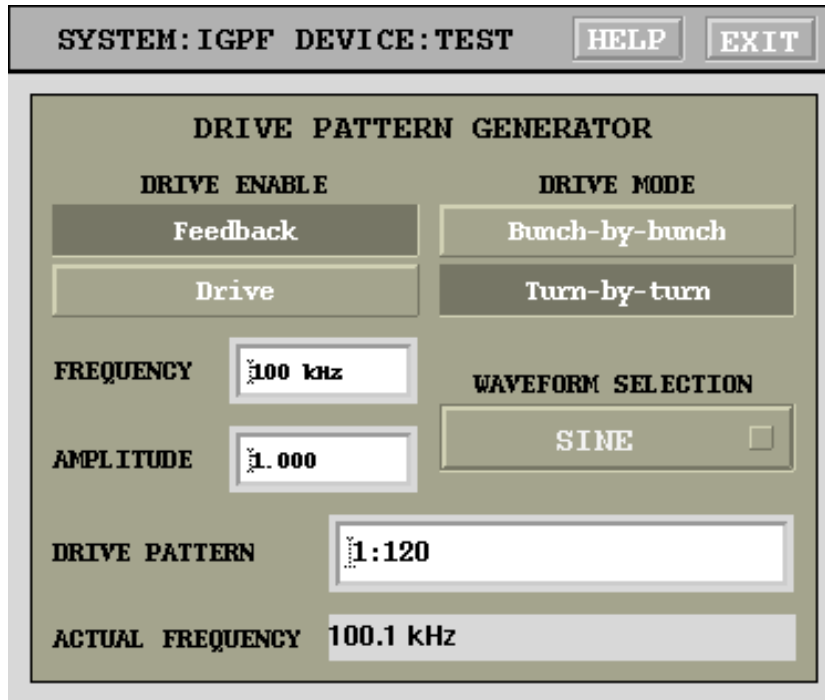 SYSTEM:IGPF DEVICE:TEST HELP EXIT
DRIVE PATTERN GENERATOR
DRIVE ENABLE DRIVE MODE
Feedback Bunch-by-bunch
Drive Turn-by-turn
FREQUENCY 100 kHz
WAVEFORM SELECTION
SINE
AMPLITUDE 1.000
DRIVE PATTERN 1:120
ACTUAL FREQUENCY 100.1 kHz